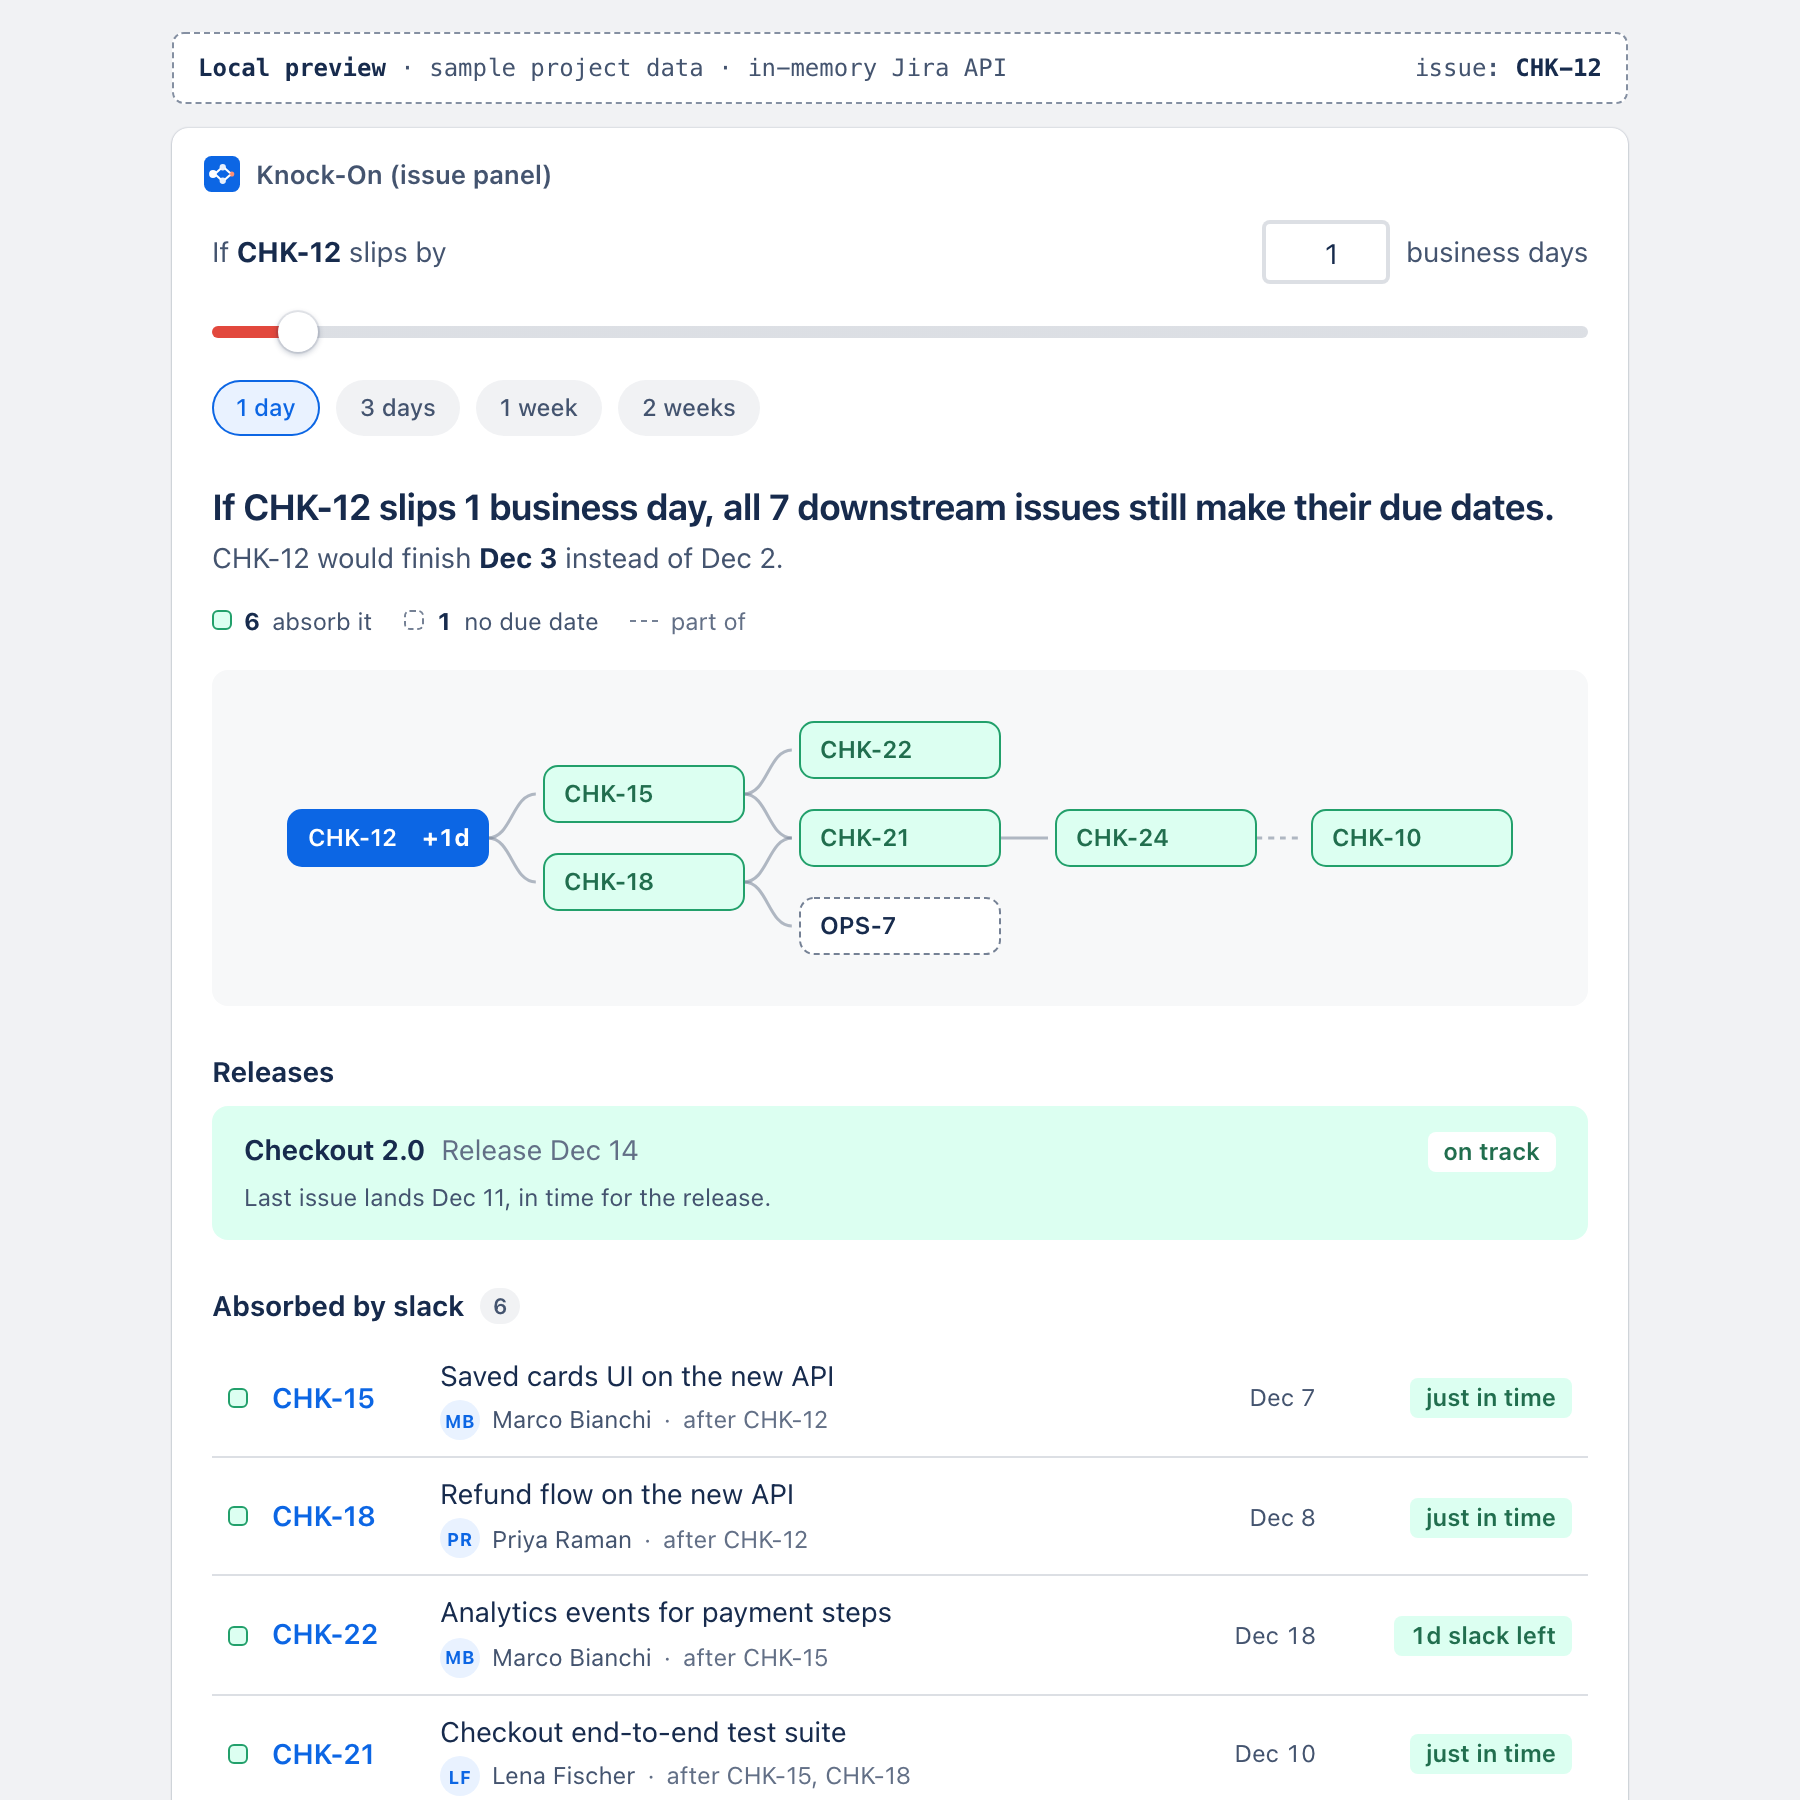 Local preview · sample project data · in-memory Jira API issue: CHK-12
Knock-On (issue panel)
If CHK-12 slips by 1 business days
1 day 3 days 1 week 2 weeks
If CHK-12 slips 1 business day, all 7 downstream issues still make their due dates.
CHK-12 would finish Dec 3 instead of Dec 2.
6 absorb it 1 no due date --- part of
CHK-22
CHK-15
CHK-12 +1d
CHK-21
CHK-24
CHK-10
CHK-18
OPS-7
Releases
Checkout 2.0 Release Dec 14 on track
Last issue lands Dec 11, in time for the release.
Absorbed by slack 6
Saved cards UI on the new API
CHK-15 Dec 7 just in time
MB Marco Bianchi · after CHK-12
Refund flow on the new API
CHK-18 Dec 8 just in time
PR Priya Raman · after CHK-12
Analytics events for payment steps
CHK-22 Dec 18 1d slack left
MB Marco Bianchi · after CHK-15
Checkout end-to-end test suite
CHK-21 Dec 10 just in time
LF Lena Fischer · after CHK-15, CHK-18